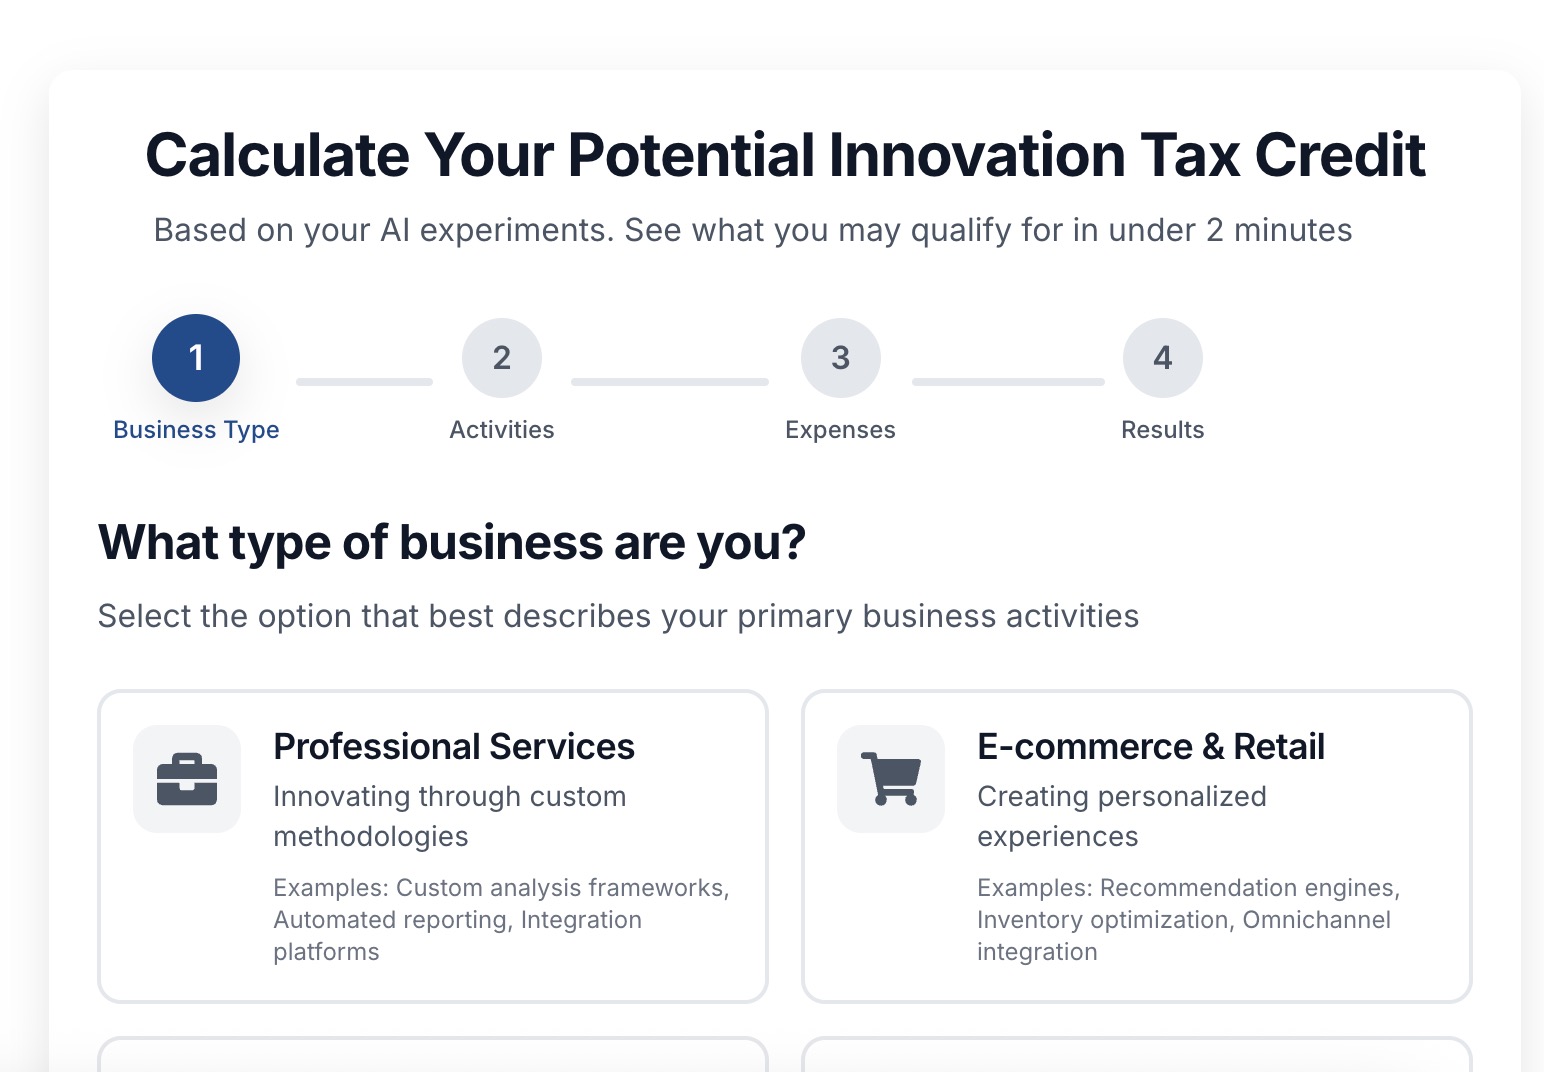 Calculate Your Potential Innovation Tax Credit
Based on your AI experiments. See what you may qualify for in under 2 minutes
1
2
3
4
Business Type
Activities
Expenses
Results
What type of business are you?
Select the option that best describes your primary business activities
Professional Services
Innovating through custom
methodologies
Examples: Custom analysis frameworks,
Automated reporting, Integration
platforms
E-commerce & Retail
Creating personalized
experiences
Examples: Recommendation engines,
Inventory optimization, Omnichannel
integration